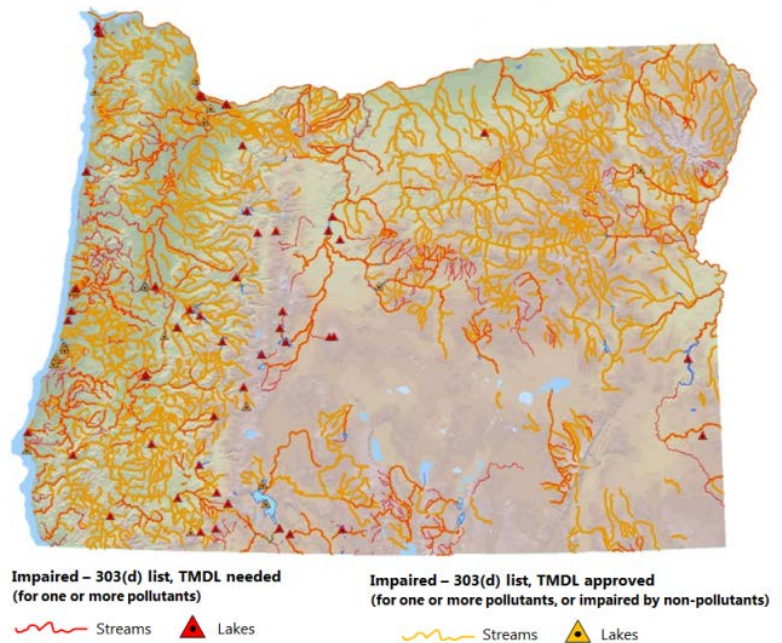 Impaired – 303(d) list, TMDL needed
(for one or more pollutants)
Streams
Lakes
Impaired – 303(d) list, TMDL approved
(for one or more pollutants, or impaired by non-pollutants)
Streams
Lakes